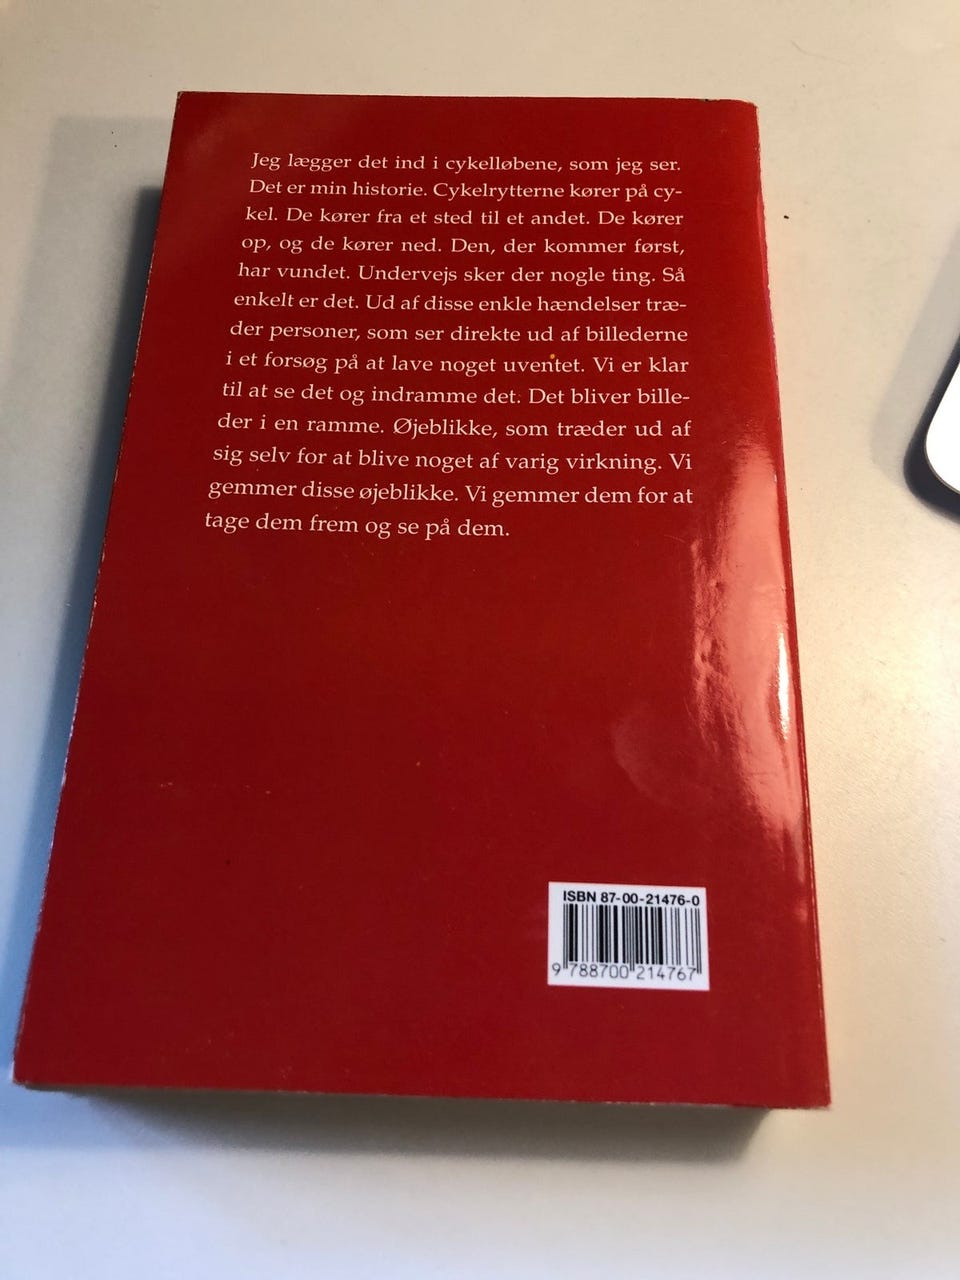 Jeg lægger det ind i cykelløbene, som jeg ser.
Det er min historie. Cykelrytterne kører på cy-
kel. De kører fra et sted til et andet. De kører
op, og de kører ned. Den, der kommer først,
har vundet. Undervejs sker der nogle ting. Så
enkelt er det. Ud af disse enkle hændelser træ-
der personer, som ser direkte ud af billederne
i et forsøg på at lave noget uventet. Vi er klar
til at se det og indramme det. Det bliver bille-
der i en ramme. Øjeblikke, som træder ud af
sig selv for at blive noget af varig virkning. Vi
gemmer disse øjeblikke. Vi gemmer dem for at
tage dem frem og se på dem.
ISBN 87-00-21476-0
9 788700 214767